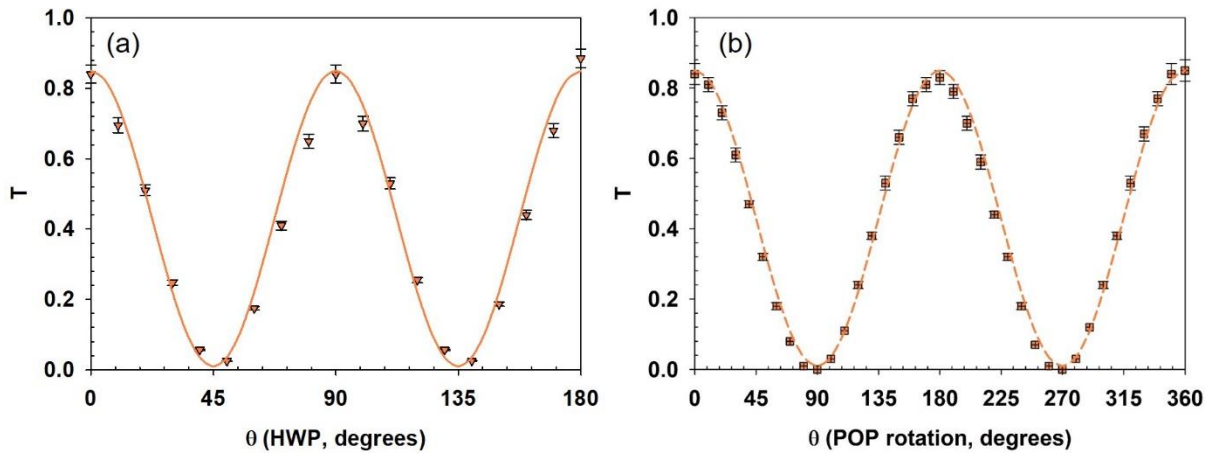 (a)
T
1.0
0.8
0.6
0.4
0.2
0.0
0 45 90 135 180
θ (HWP, degrees)
(b)
T
1.0
0.8
0.6
0.4
0.2
0.0
0 45 90 135 180 225 270 315 360
θ (POP rotation, degrees)